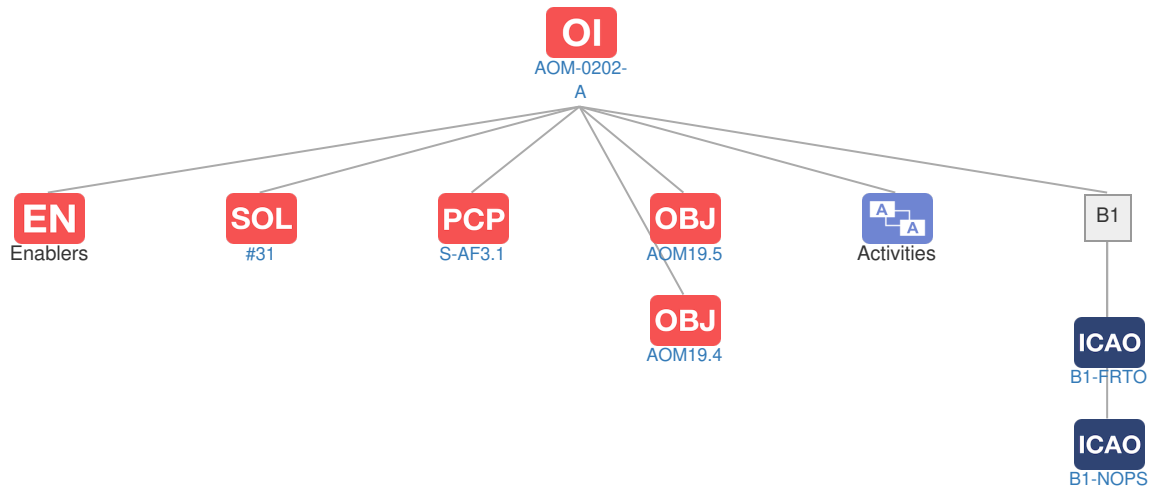 OI
AOM-0202-
A
EN
Enablers
SOL
#31
PCP
S-AF3.1
OBJ
AOM19.5
A
A
Activities
B1
OBJ
AOM19.4
ICAO
B1-FRTO
ICAO
B1-NOPS